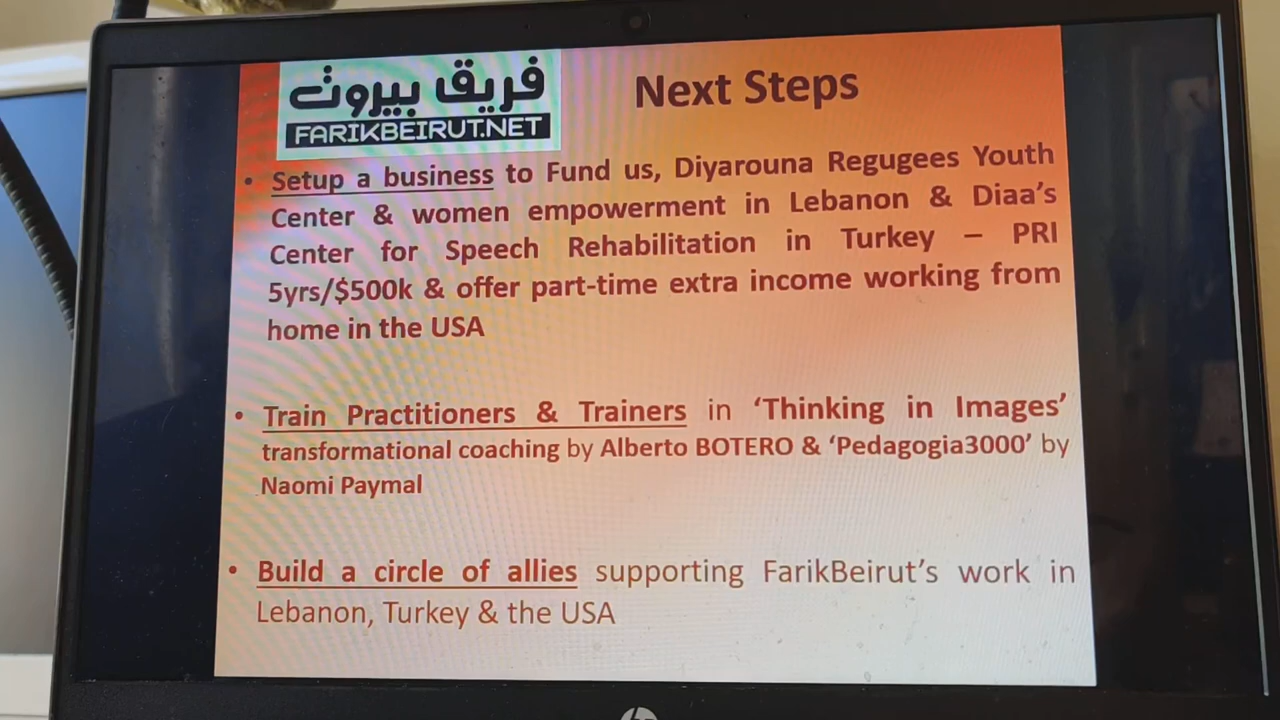 فريق بيروت
FARIKBEIRUT.NET
Next Steps
• Setup a business to Fund us, Diyarouna Regugees Youth
Center & women empowerment in Lebanon & Diaa's
Center for Speech Rehabilitation in Turkey – PRI
5yrs/$500k & offer part-time extra income working from
home in the USA
• Train Practitioners & Trainers in ‘Thinking in Images’
transformational coaching by Alberto BOTERO & ‘Pedagogia3000’ by
Naomi Paymal
• Build a circle of allies supporting FarikBeirut's work in
Lebanon, Turkey & the USA
hp